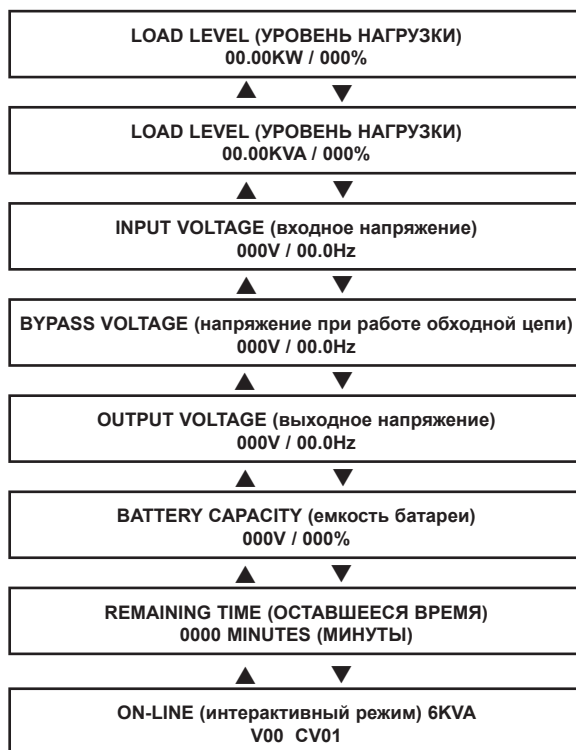 LOAD LEVEL (УРОВЕНЬ НАГРУЗКИ)
00.00KW / 000%
LOAD LEVEL (УРОВЕНЬ НАГРУЗКИ)
00.00KVA / 000%
INPUT VOLTAGE (входное напряжение)
000V / 00.0Hz
BYPASS VOLTAGE (напряжение при работе обходной цепи)
000V / 00.0Hz
OUTPUT VOLTAGE (выходное напряжение)
000V / 00.0Hz
BATTERY CAPACITY (емкость батареи)
000V / 000%
REMAINING TIME (ОСТАВШЕЕСЯ ВРЕМЯ)
0000 MINUTES (МИНУТЫ)
ON-LINE (интерактивный режим) 6KVA
V00 CV01